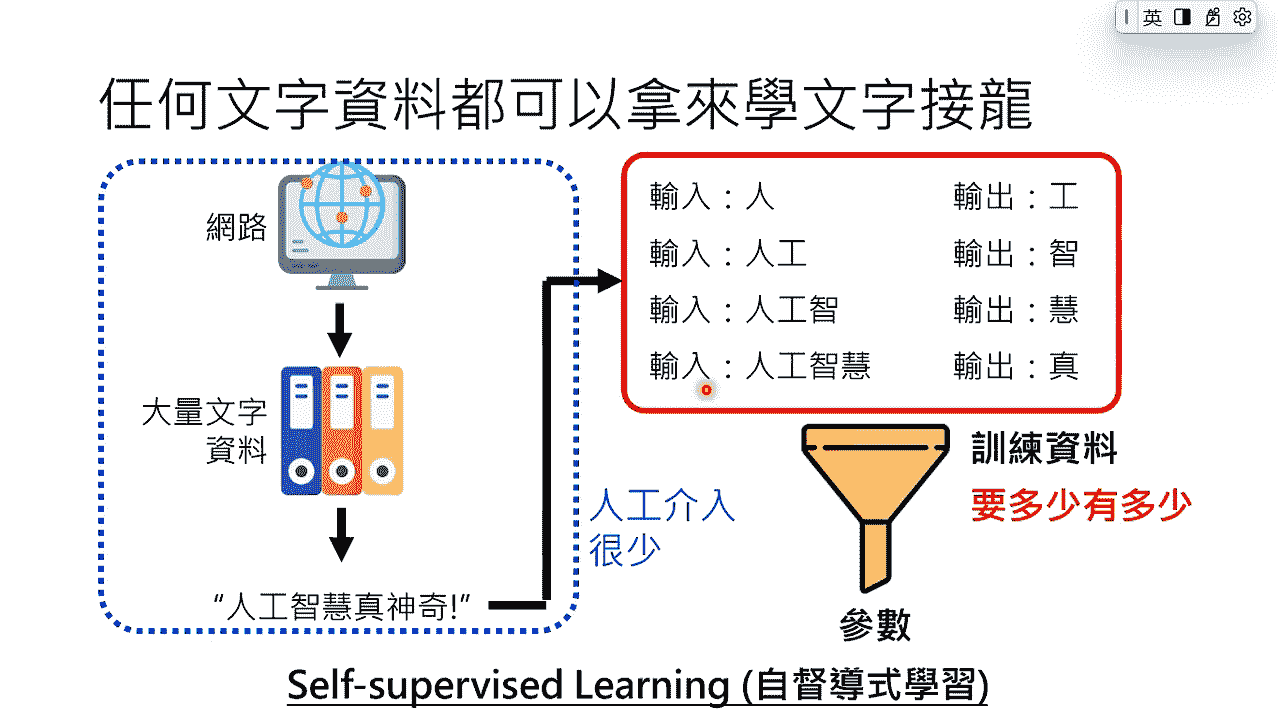 英
任何文字資料都可以拿來學文字接龍
網路
大量文字
資料
“人工智慧真神奇!”
人工介入
很少
輸入：人 輸出：工
輸入：人工 輸出：智
輸入：人工智 輸出：慧
輸入：人工智慧 輸出：真
訓練資料
要多少有多少
參數
Self-supervised Learning (自督導式學習)